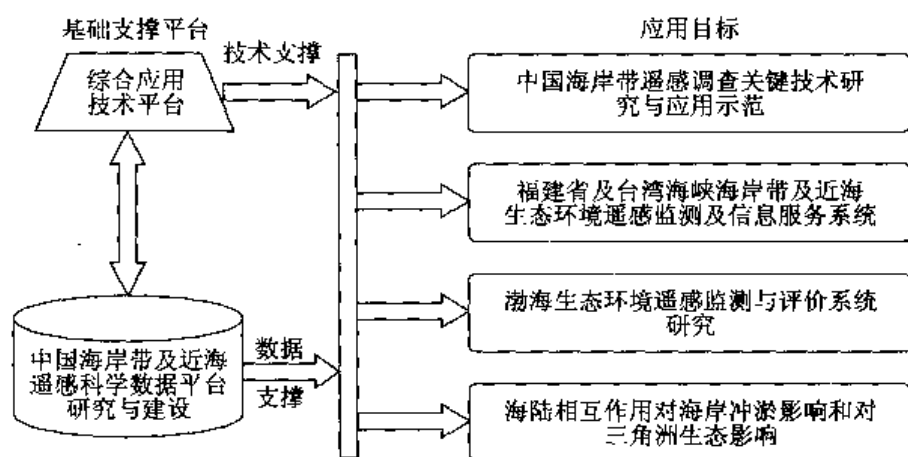 基础支撑平台
应用目标
技术支撑
综合应用
技术平台
中国海岸带遥感调查关键技术研
究与应用示范
福建省及台湾海峡海岸带及近海
生态环境遥感监测及信息服务系统
渤海生态环境遥感监测与评价系统
研究
中国海岸带及近海
遥感科学数据平台
研究与建设
数据
支撑
海陆相互作用对海岸冲淤影响和对
三角洲生态影响